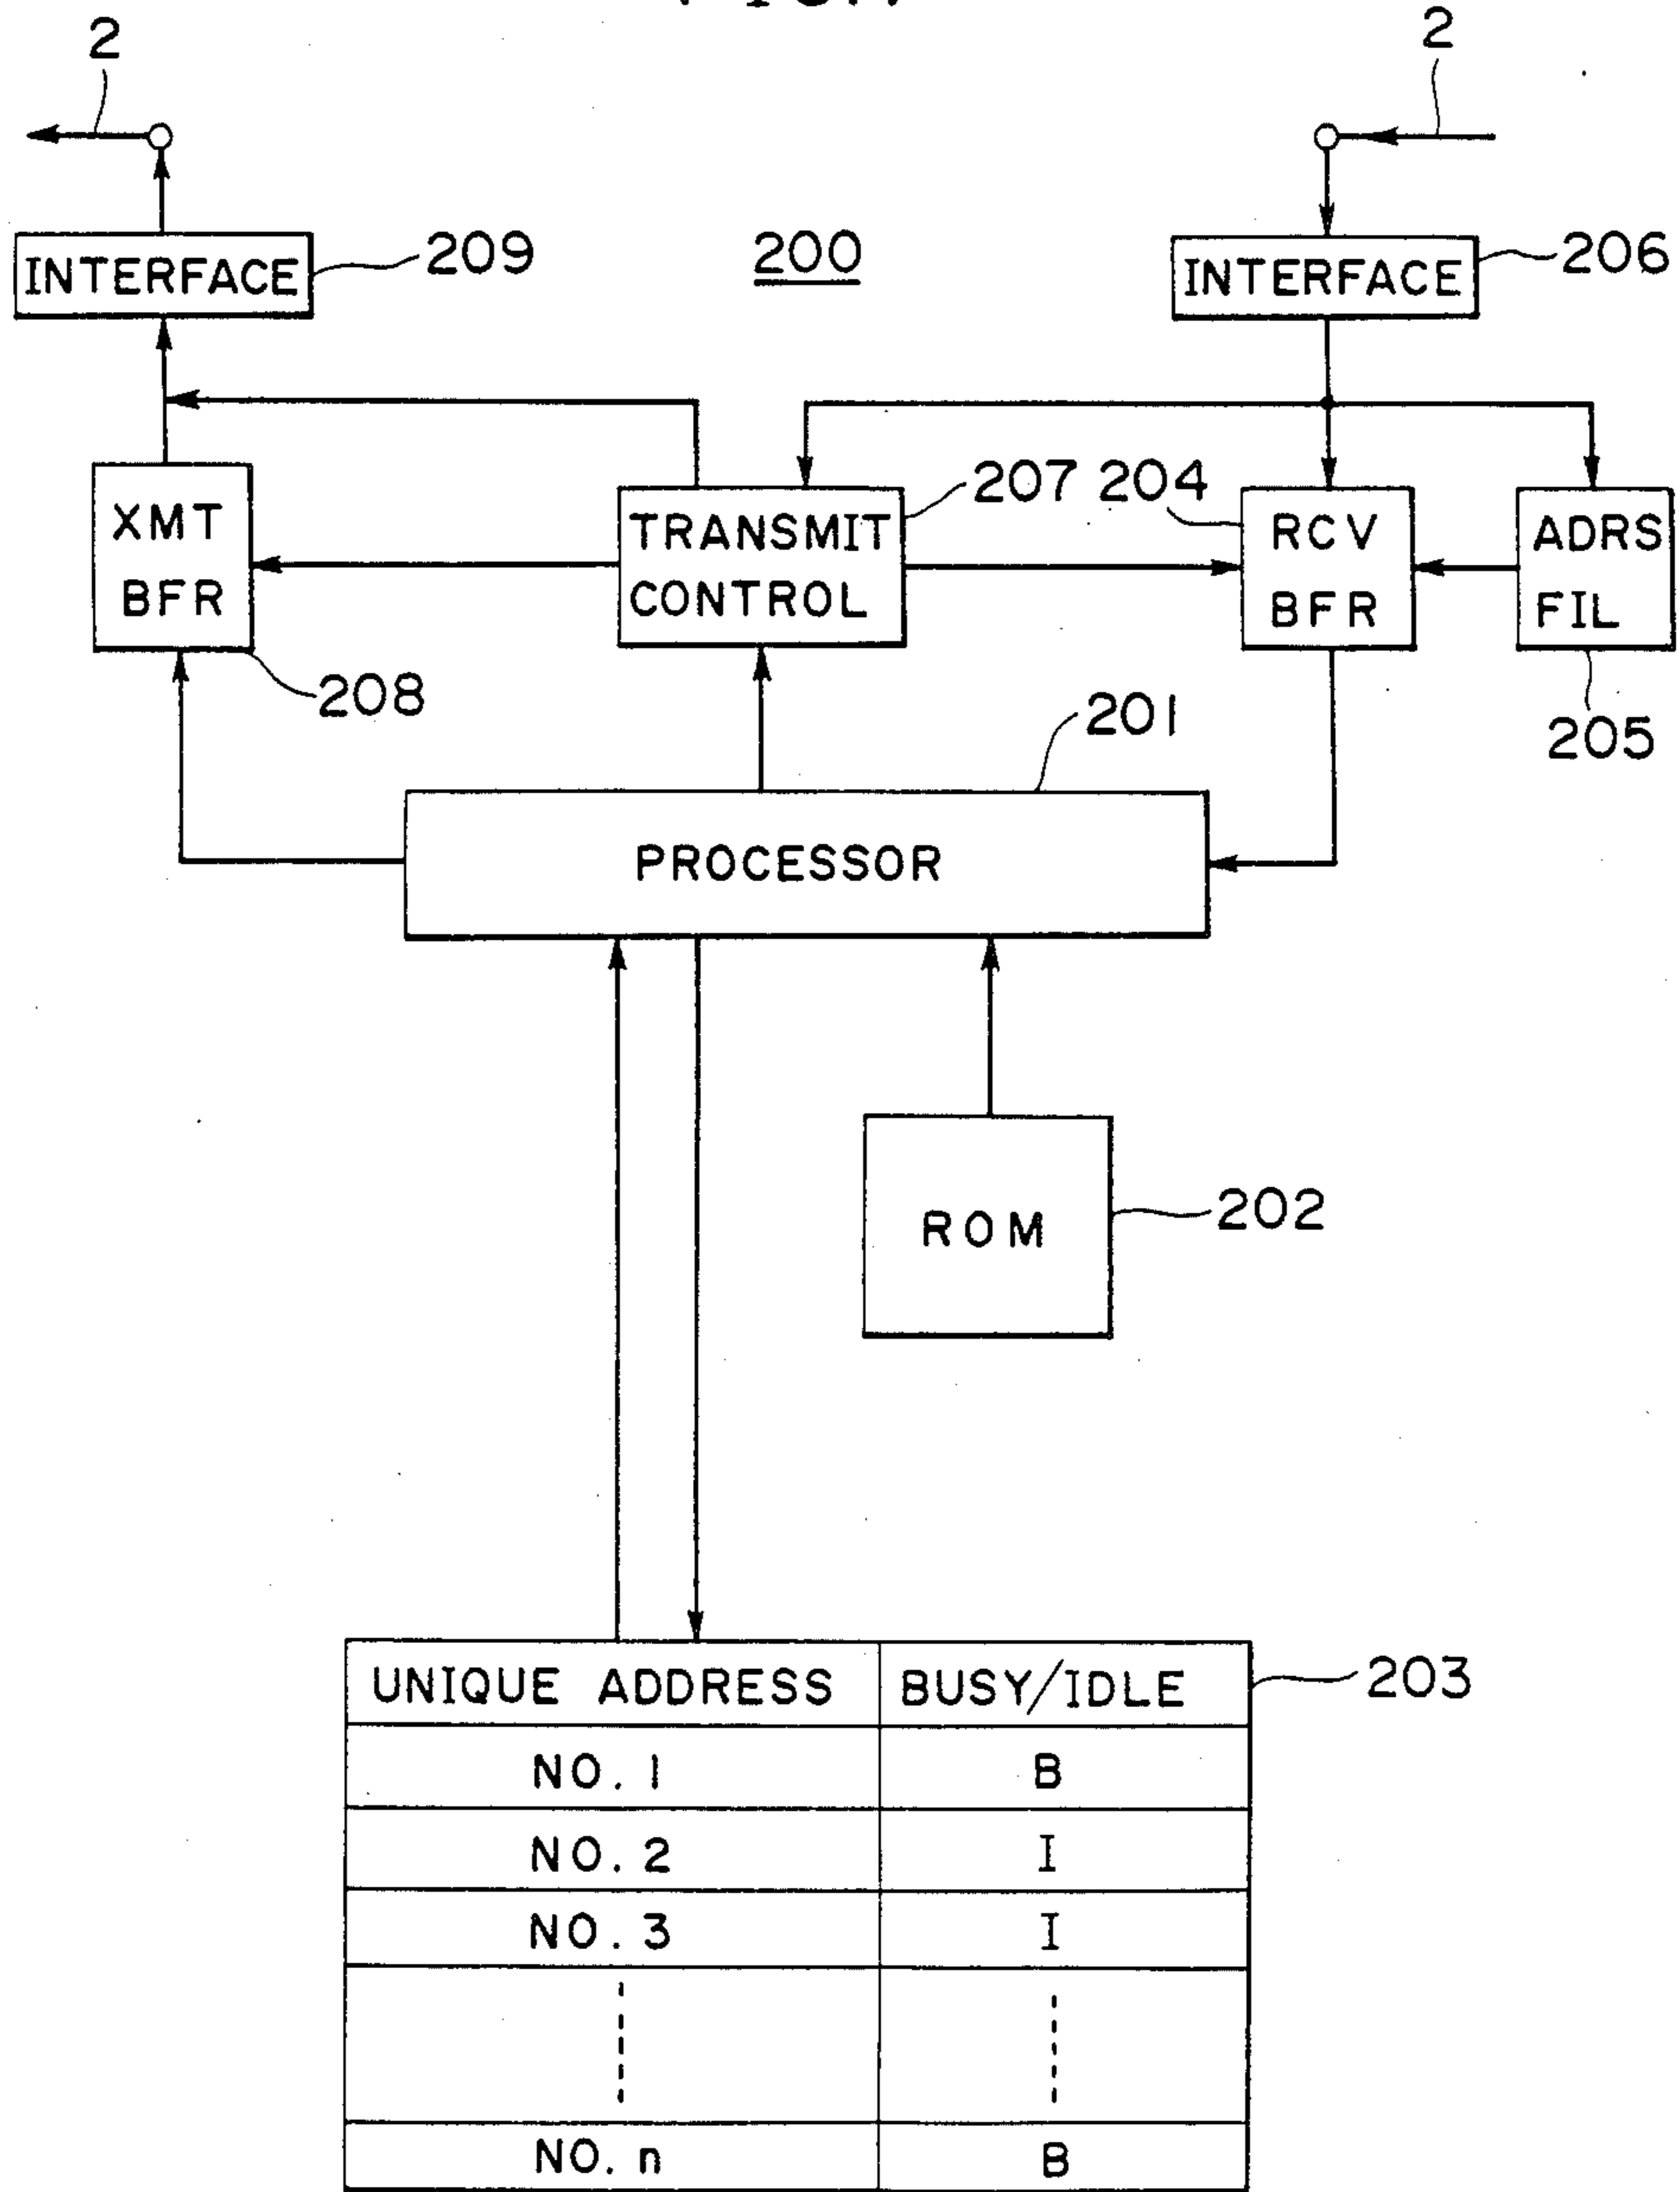 2
2
INTERFACE
209
200
INTERFACE
206
XMT
BFR
208
TRANSMIT
CONTROL
207
204
RCV
BFR
ADRS
FIL
205
201
PROCESSOR
ROM
202
UNIQUE ADDRESS BUSY/IDLE
203
NO. 1 B
NO. 2 I
NO. 3 I
NO. n B